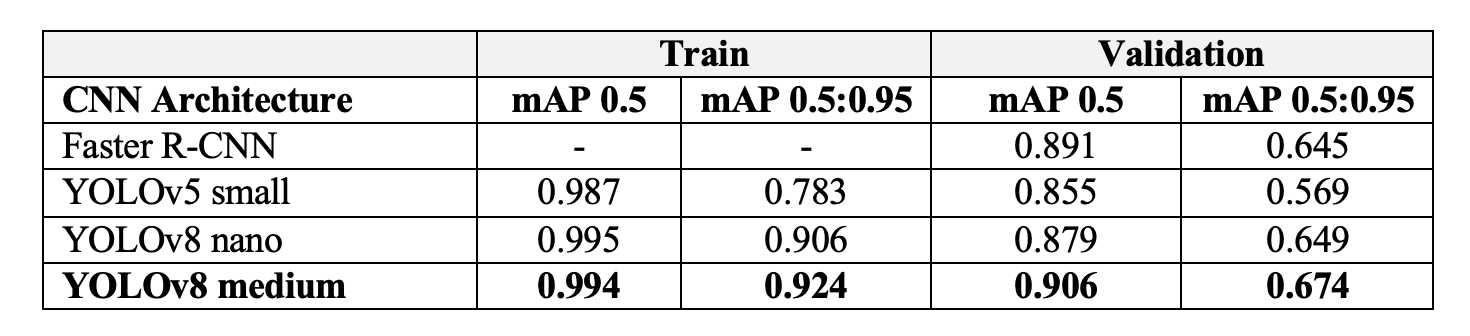 Train Validation
CNN Architecture mAP 0.5 mAP 0.5:0.95 mAP 0.5 mAP 0.5:0.95
Faster R-CNN - - 0.891 0.645
YOLOv5 small 0.987 0.783 0.855 0.569
YOLOv8 nano 0.995 0.906 0.879 0.649
YOLOv8 medium 0.994 0.924 0.906 0.674